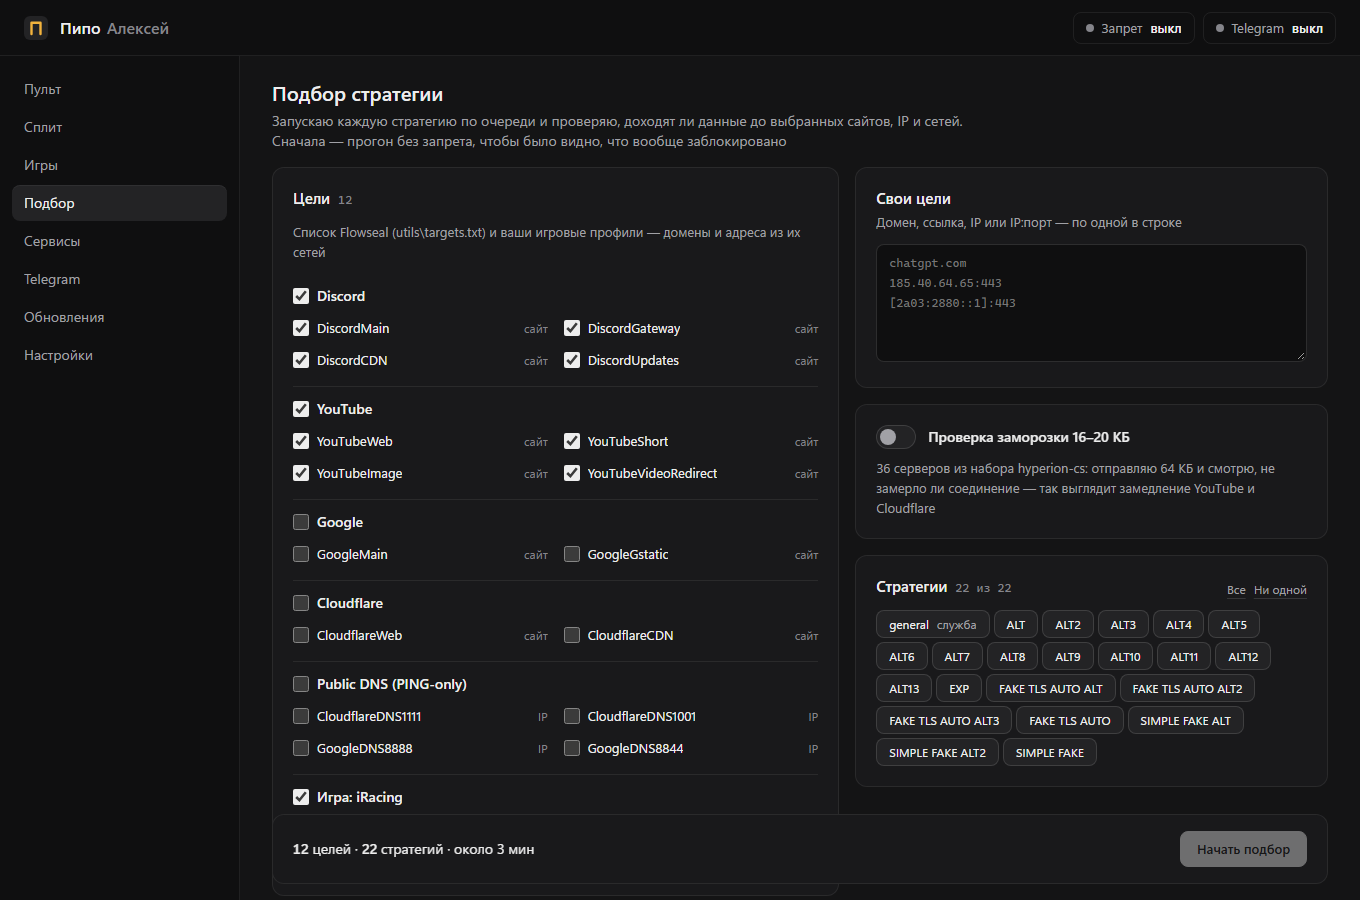 П Пипо Алексей
Запрет выкл
Telegram выкл
Пульт
Сплит
Игры
Подбор
Сервисы
Telegram
Обновления
Настройки
Подбор стратегии
Запускаю каждую стратегию по очереди и проверяю, доходят ли данные до выбранных сайтов, IP и сетей.
Сначала — прогон без запрета, чтобы было видно, что вообще заблокировано
Цели 12
Список Flowseal (utils\targets.txt) и ваши игровые профили — домены и адреса из их
сетей
Discord
DiscordMain сайт DiscordGateway сайт
DiscordCDN сайт DiscordUpdates сайт
YouTube
YouTubeWeb сайт YouTubeShort сайт
YouTubeImage сайт YouTubeVideoRedirect сайт
Google
GoogleMain сайт GoogleGstatic сайт
Cloudflare
CloudflareWeb сайт CloudflareCDN сайт
Public DNS (PING-only)
CloudflareDNS1111 IP CloudflareDNS1001 IP
GoogleDNS8888 IP GoogleDNS8844 IP
Игра: iRacing
Свои цели
Домен, ссылка, IP или IP:порт — по одной в строке
chatgpt.com
185.40.64.65:443
[2a03:2880::1]:443
Проверка заморозки 16–20 КБ
36 серверов из набора hyperion-cs: отправляю 64 КБ и смотрю, не
замерло ли соединение — так выглядит замедление YouTube и
Cloudflare
Стратегии 22 из 22 Все Ни одной
general служба ALT ALT2 ALT3 ALT4 ALT5
ALT6 ALT7 ALT8 ALT9 ALT10 ALT11 ALT12
ALT13 EXP FAKE TLS AUTO ALT FAKE TLS AUTO ALT2
FAKE TLS AUTO ALT3 FAKE TLS AUTO SIMPLE FAKE ALT
SIMPLE FAKE ALT2 SIMPLE FAKE
12 целей · 22 стратегий · около 3 мин
Начать подбор